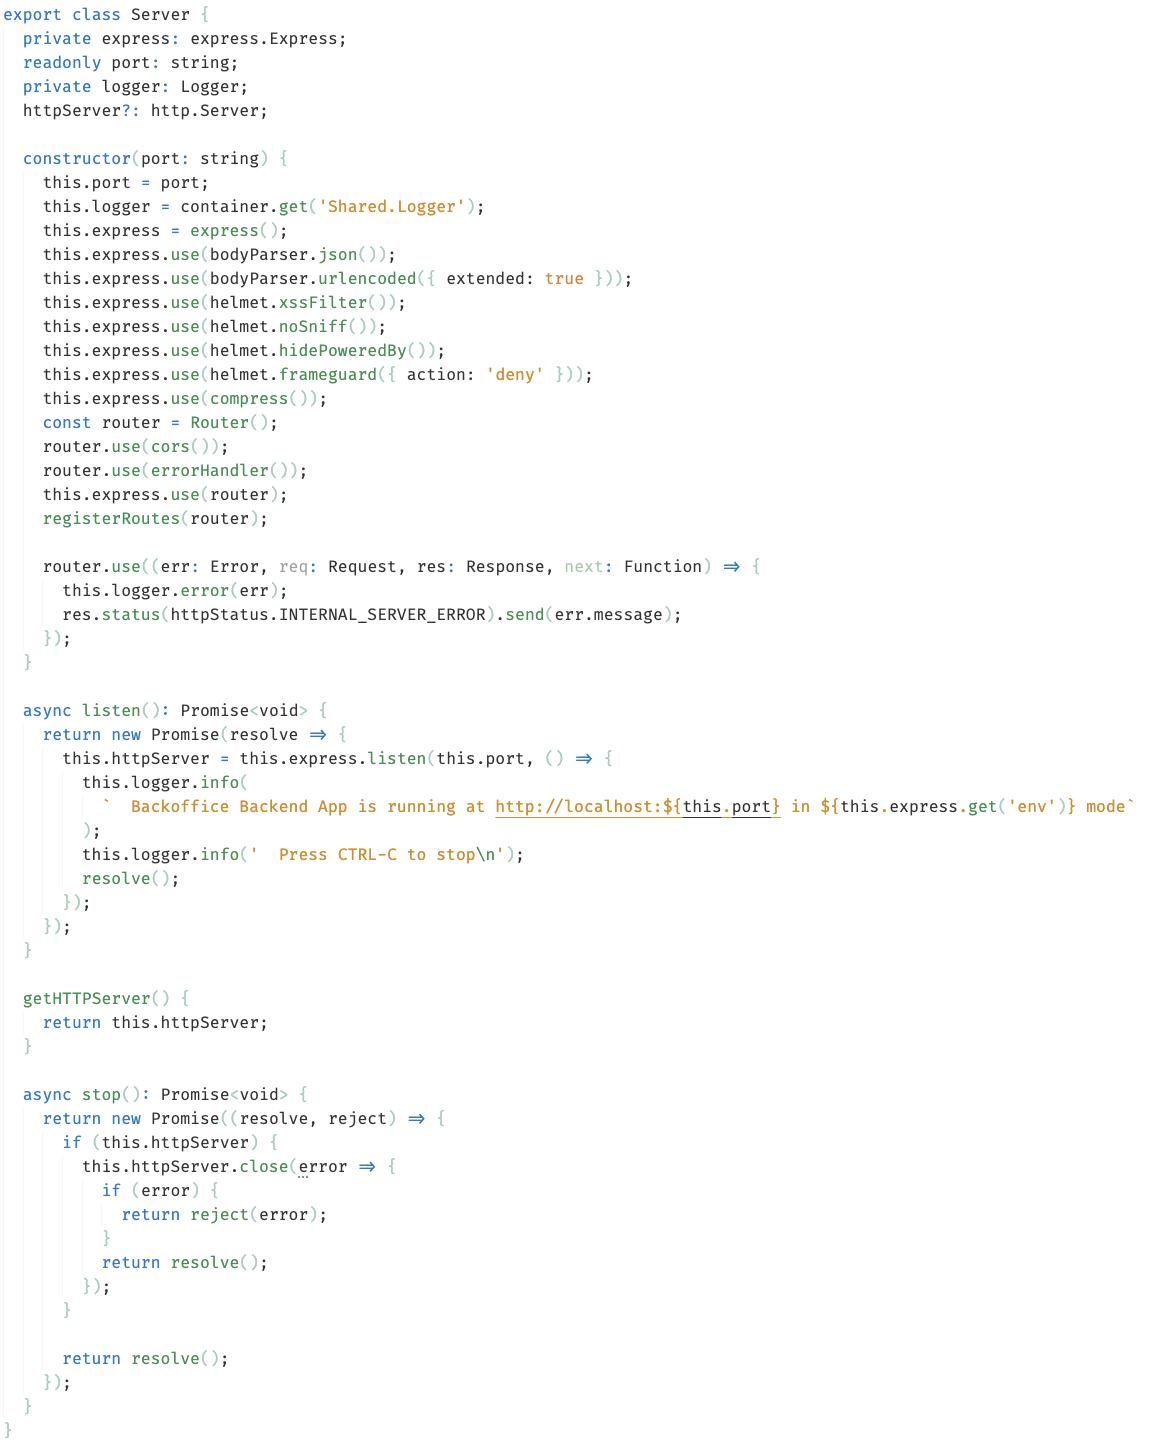 export class Server {
  private express: express.Express;
  readonly port: string;
  private logger: Logger;
  httpServer?: http.Server;

  constructor(port: string) {
    this.port = port;
    this.logger = container.get('Shared.Logger');
    this.express = express();
    this.express.use(bodyParser.json());
    this.express.use(bodyParser.urlencoded({ extended: true }));
    this.express.use(helmet.xssFilter());
    this.express.use(helmet.noSniff());
    this.express.use(helmet.hidePoweredBy());
    this.express.use(helmet.frameguard({ action: 'deny' }));
    this.express.use(compress());
    const router = Router();
    router.use(cors());
    router.use(errorHandler());
    this.express.use(router);
    registerRoutes(router);

    router.use((err: Error, req: Request, res: Response, next: Function) => {
      this.logger.error(err);
      res.status(httpStatus.INTERNAL_SERVER_ERROR).send(err.message);
    });
  }

  async listen(): Promise<void> {
    return new Promise(resolve => {
      this.httpServer = this.express.listen(this.port, () => {
        this.logger.info(
          `  Backoffice Backend App is running at http://localhost:${this.port} in ${this.express.get('env')} mode`
        );
        this.logger.info('  Press CTRL-C to stop\n');
        resolve();
      });
    });
  }

  getHTTPServer() {
    return this.httpServer;
  }

  async stop(): Promise<void> {
    return new Promise((resolve, reject) => {
      if (this.httpServer) {
        this.httpServer.close(error => {
          if (error) {
            return reject(error);
          }
          return resolve();
        });
      }

      return resolve();
    });
  }
}